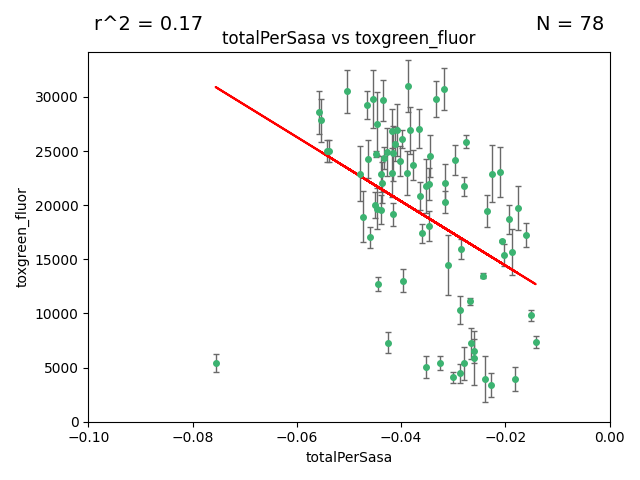 r^2 = 0.17
N = 78
totalPerSasa vs toxgreen_fluor
30000
25000
20000
15000
10000
5000
0
toxgreen_fluor
−0.10
−0.08
−0.06
−0.04
−0.02
0.00
totalPerSasa